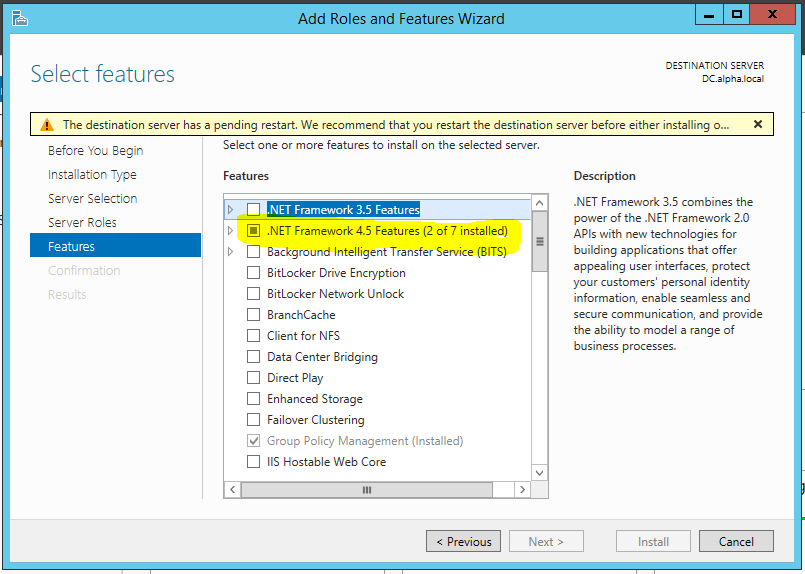 Add Roles and Features Wizard
Select features
DESTINATION SERVER
DC.alpha.local
The destination server has a pending restart. We recommend that you restart the destination server before either installing o...
Before You Begin
Installation Type
Server Selection
Server Roles
Features
Confirmation
Results
Select one or more features to install on the selected server.
Features
.NET Framework 3.5 Features
.NET Framework 4.5 Features (2 of 7 installed)
Background Intelligent Transfer Service (BITS)
BitLocker Drive Encryption
BitLocker Network Unlock
BranchCache
Client for NFS
Data Center Bridging
Direct Play
Enhanced Storage
Failover Clustering
Group Policy Management (Installed)
IIS Hostable Web Core
Description
.NET Framework 3.5 combines the
power of the .NET Framework 2.0
APIs with new technologies for
building applications that offer
appealing user interfaces, protect
your customers' personal identity
information, enable seamless and
secure communication, and provide
the ability to model a range of
business processes.
< Previous
Next >
Install
Cancel